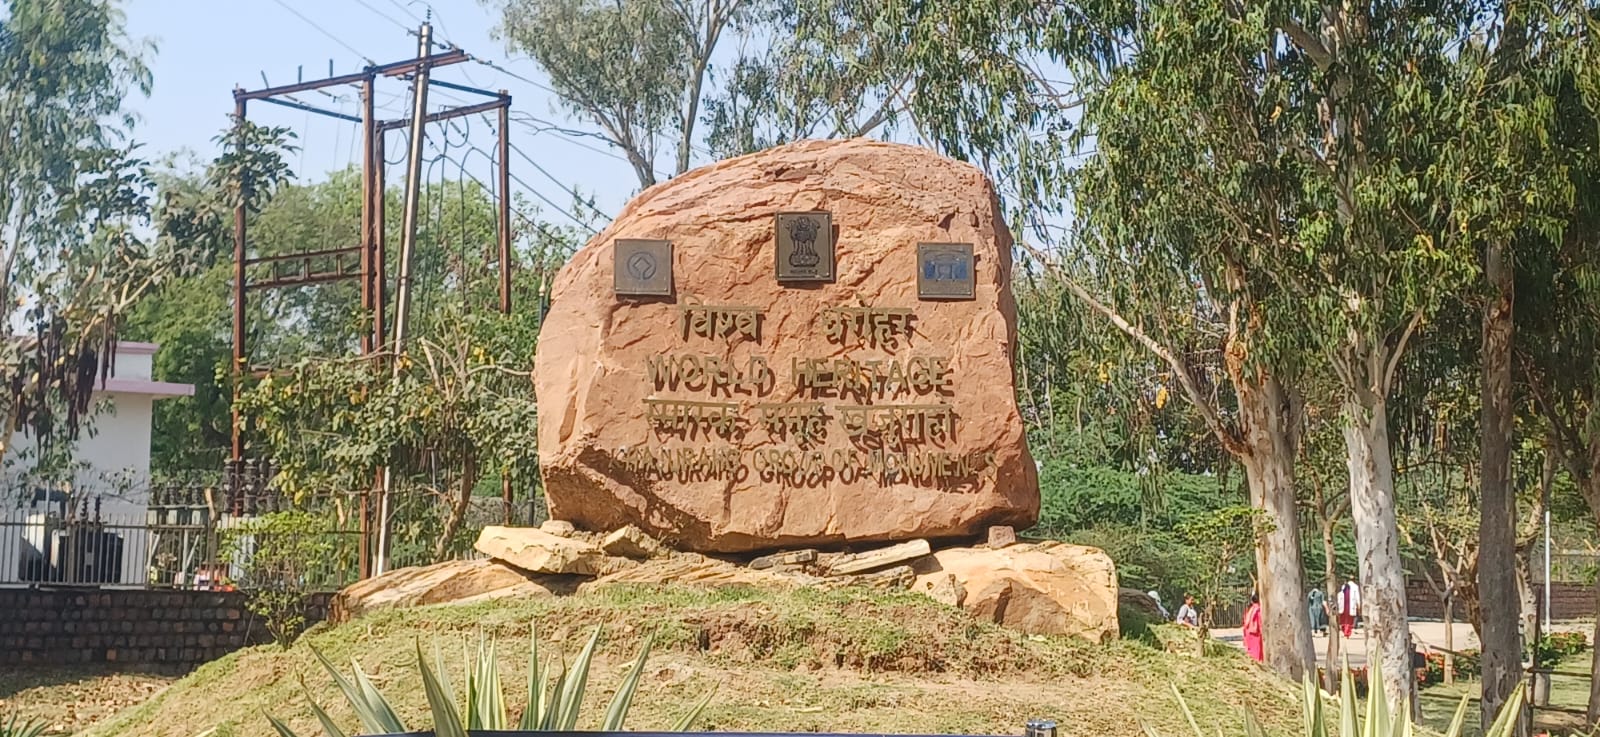 विश्व धरोहर
WORLD HERITAGE
स्मारक समूह खजुराहो
KHAJURAHO GROUP OF MONUMENTS